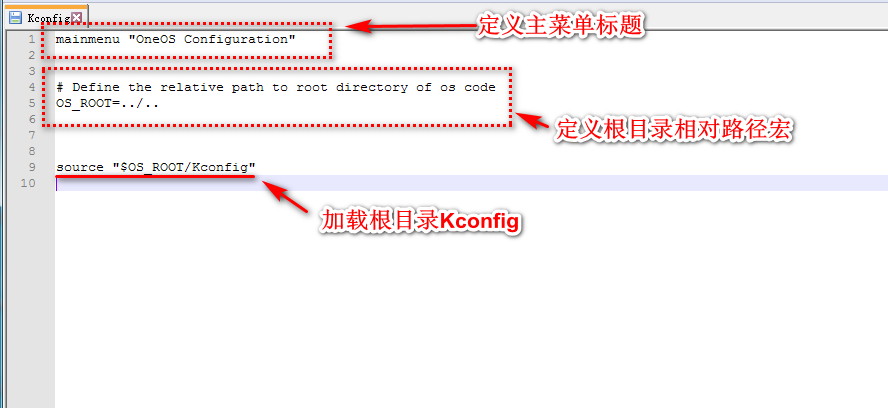 Kconfig
定义主菜单标题
1 mainmenu "OneOS Configuration"
2
3
4 # Define the relative path to root directory of os code
5 OS_ROOT=../..
6
定义根目录相对路径宏
7
8
9 source "$OS_ROOT/Kconfig"
10
加载根目录Kconfig